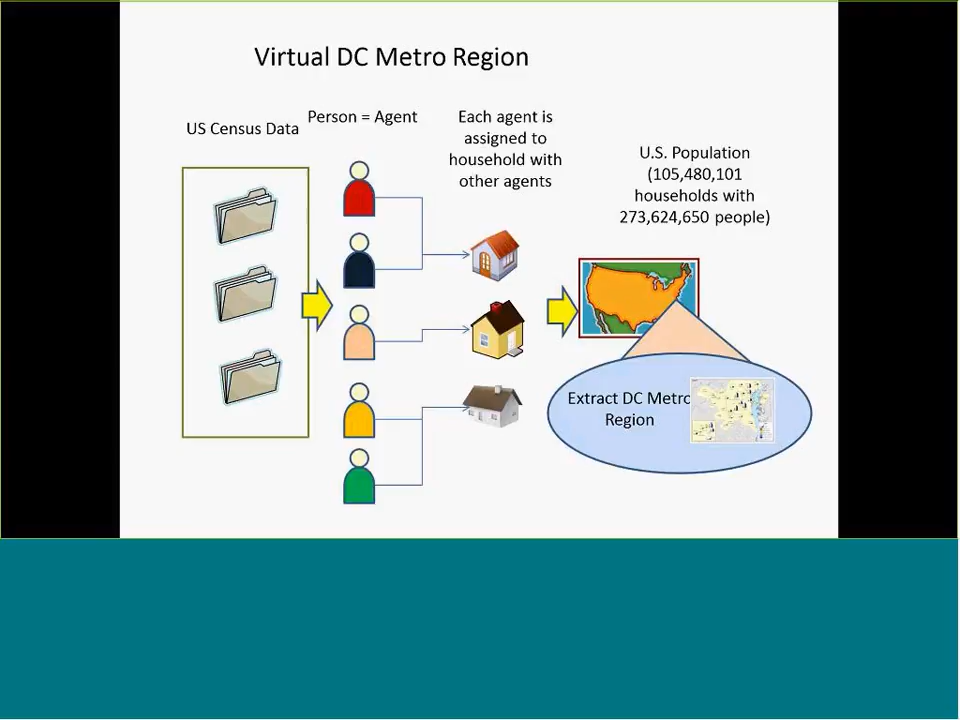 Virtual DC Metro Region
US Census Data
Person = Agent
Each agent is
assigned to
household with
other agents
U.S. Population
(105,480,101
households with
273,624,650 people)
Extract DC Metro
Region